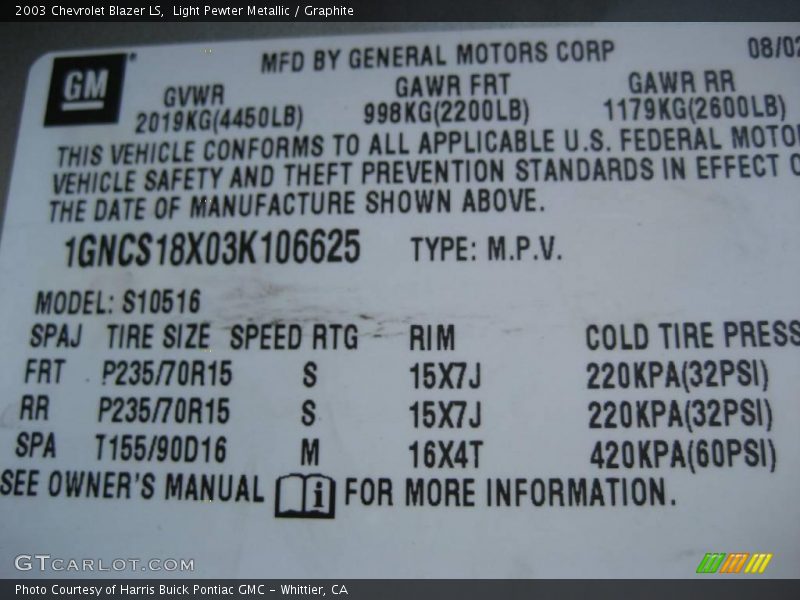 2003 Chevrolet Blazer LS,  Light Pewter Metallic / Graphite
GM
MFD BY GENERAL MOTORS CORP 08/02
GVWR GAWR FRT GAWR RR
2019KG(4450LB) 998KG(2200LB) 1179KG(2600LB)
THIS VEHICLE CONFORMS TO ALL APPLICABLE U.S. FEDERAL MOTO
VEHICLE SAFETY AND THEFT PREVENTION STANDARDS IN EFFECT
THE DATE OF MANUFACTURE SHOWN ABOVE.
1GNCS18X03K106625 TYPE: M.P.V.
MODEL: S10516
SPAJ TIRE SIZE SPEED RTG RIM COLD TIRE PRESS
FRT P235/70R15 S 15X7J 220KPA(32PSI)
RR P235/70R15 S 15X7J 220KPA(32PSI)
SPA T155/90D16 M 16X4T 420KPA(60PSI)
SEE OWNER'S MANUAL i FOR MORE INFORMATION.
GTCARLOT.COM
Photo Courtesy of Harris Buick Pontiac GMC - Whittier, CA